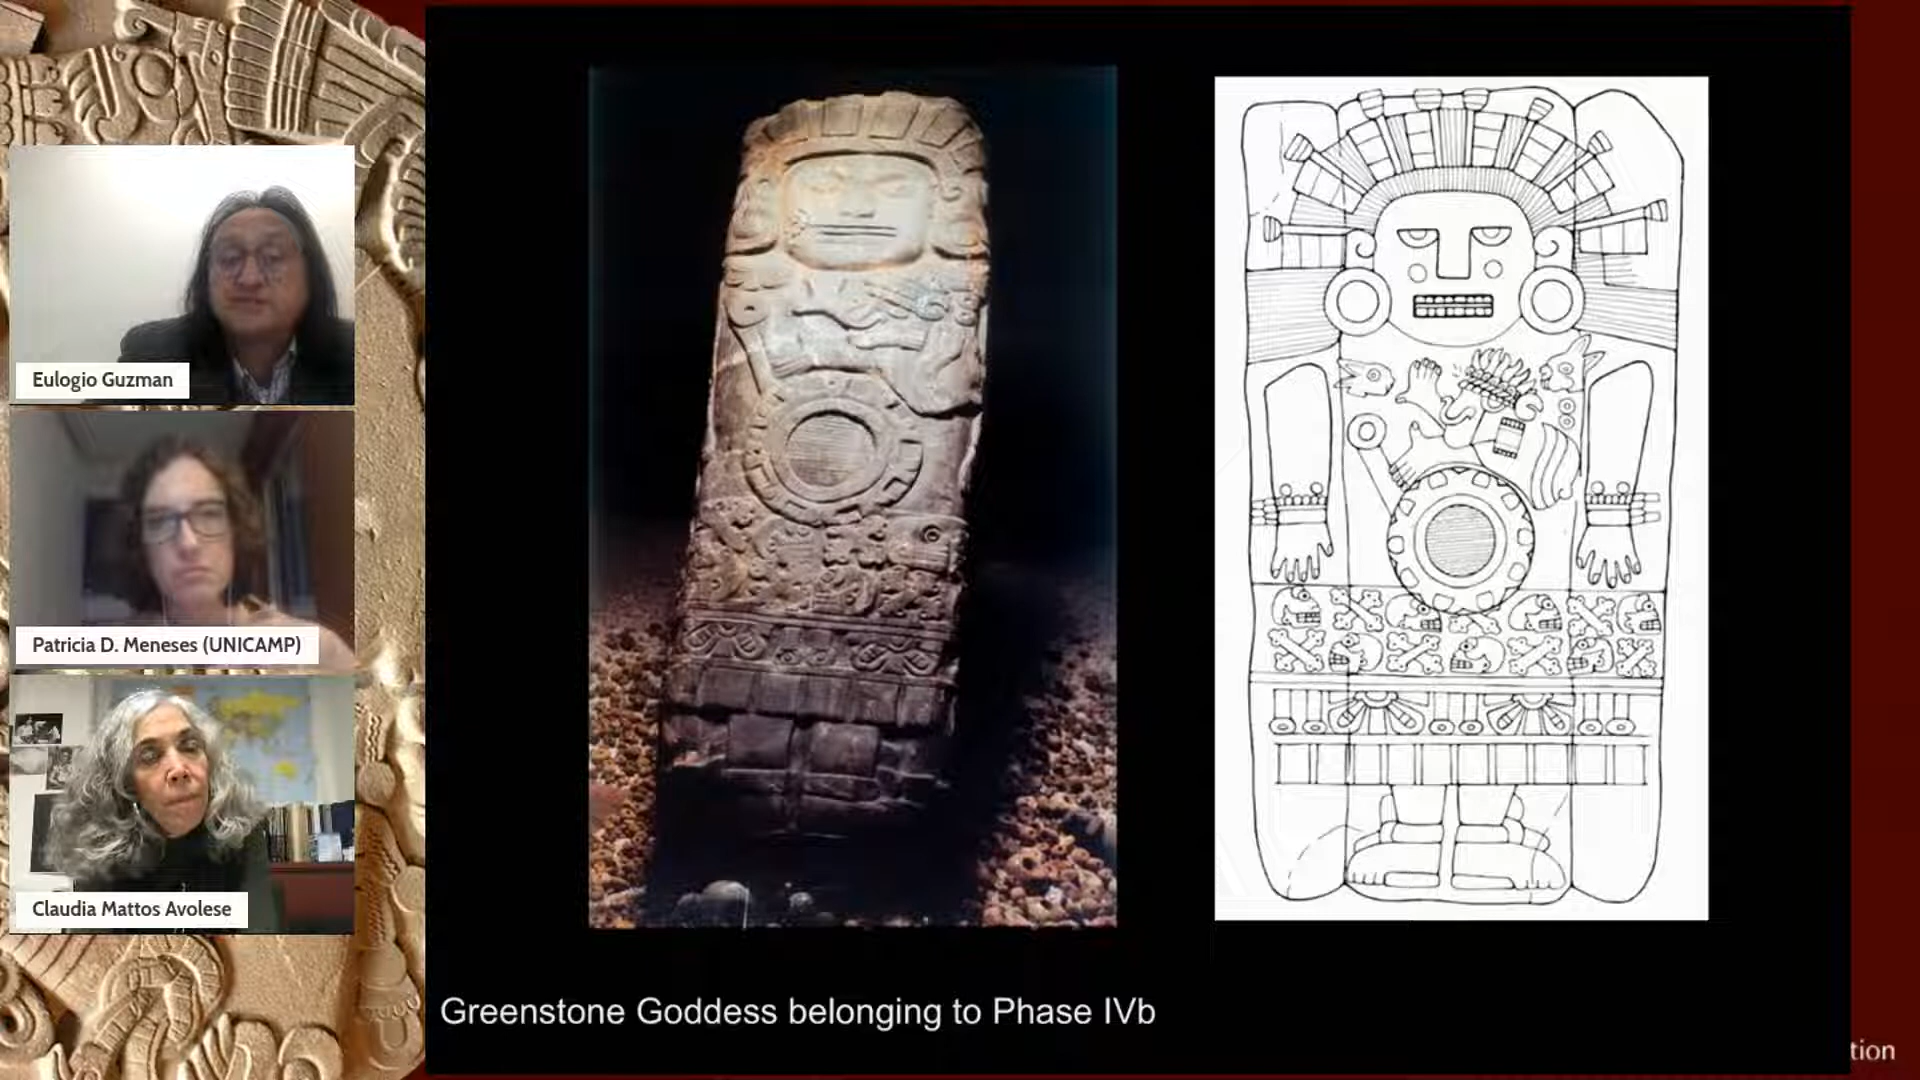 Eulogio Guzman
Patricia D. Meneses (UNICAMP)
Claudia Mattos Avolese
Greenstone Goddess belonging to Phase IVb
tion